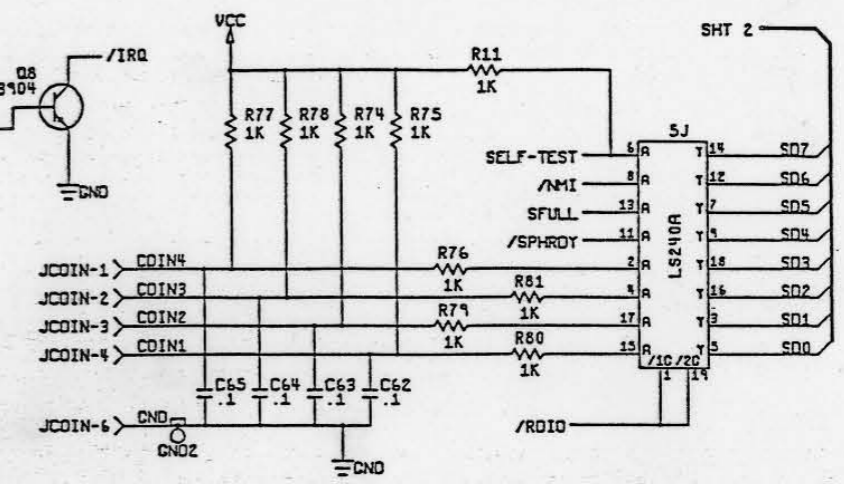 VCC
SHT 2
/IRQ
Q8
3904
R11
1K
R77 R78 R74 R75
1K 1K 1K 1K
5J
SELF-TEST 6 A Y 14 SD7
/NMI 8 A Y 12 SD6
SFULL 13 A Y 7 SD5
/SPHRDY 11 A Y 9 SD4
LS240A
GND
JCOIN-1 COIN4 R76 1K 2 A Y 18 SD3
JCOIN-2 COIN3 R81 1K 4 A Y 16 SD2
JCOIN-3 COIN2 R79 1K 17 A Y 3 SD1
JCOIN-4 COIN1 R80 1K 15 A Y 5 SD0
/1G /2G
1 19
C65 C64 C63 C62
.1 .1 .1 .1
JCOIN-6 GND
GND2
/RDIO
GND